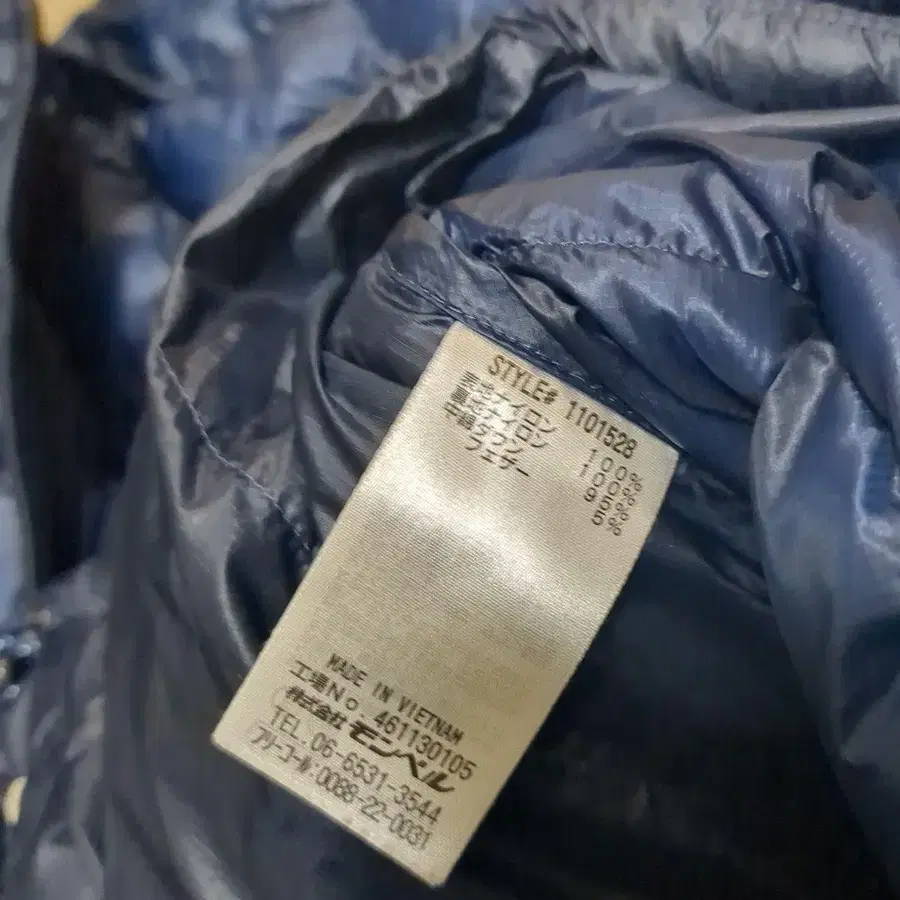 STYLE# 1101528
表地ナイロン 100%
裏地ナイロン 100%
中綿ダウン 95%
フェザー 5%
MADE IN VIETNAM
工場No. 461130105
株式会社 モンベル
TEL.06-6531-3544
フリーコール:0088-22-0031